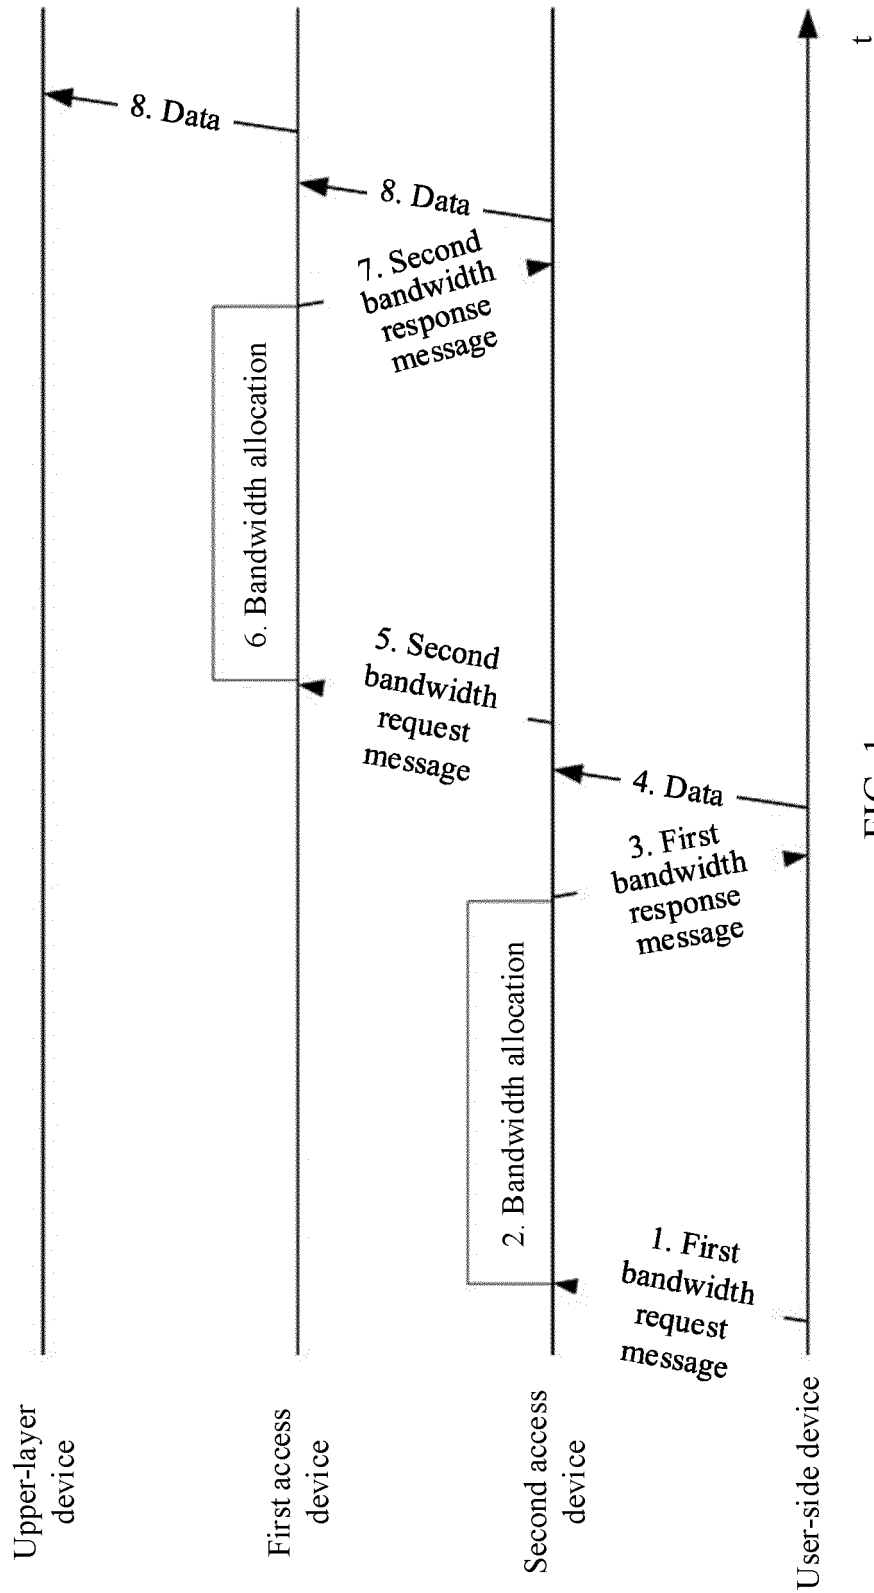 Upper-layer
device
First access
device
Second access
device
User-side device
1. First
bandwidth
request
message
2. Bandwidth allocation
3. First
bandwidth
response
message
4. Data
5. Second
bandwidth
request
message
6. Bandwidth allocation
7. Second
bandwidth
response
message
8. Data
8. Data
t
FIG. 1